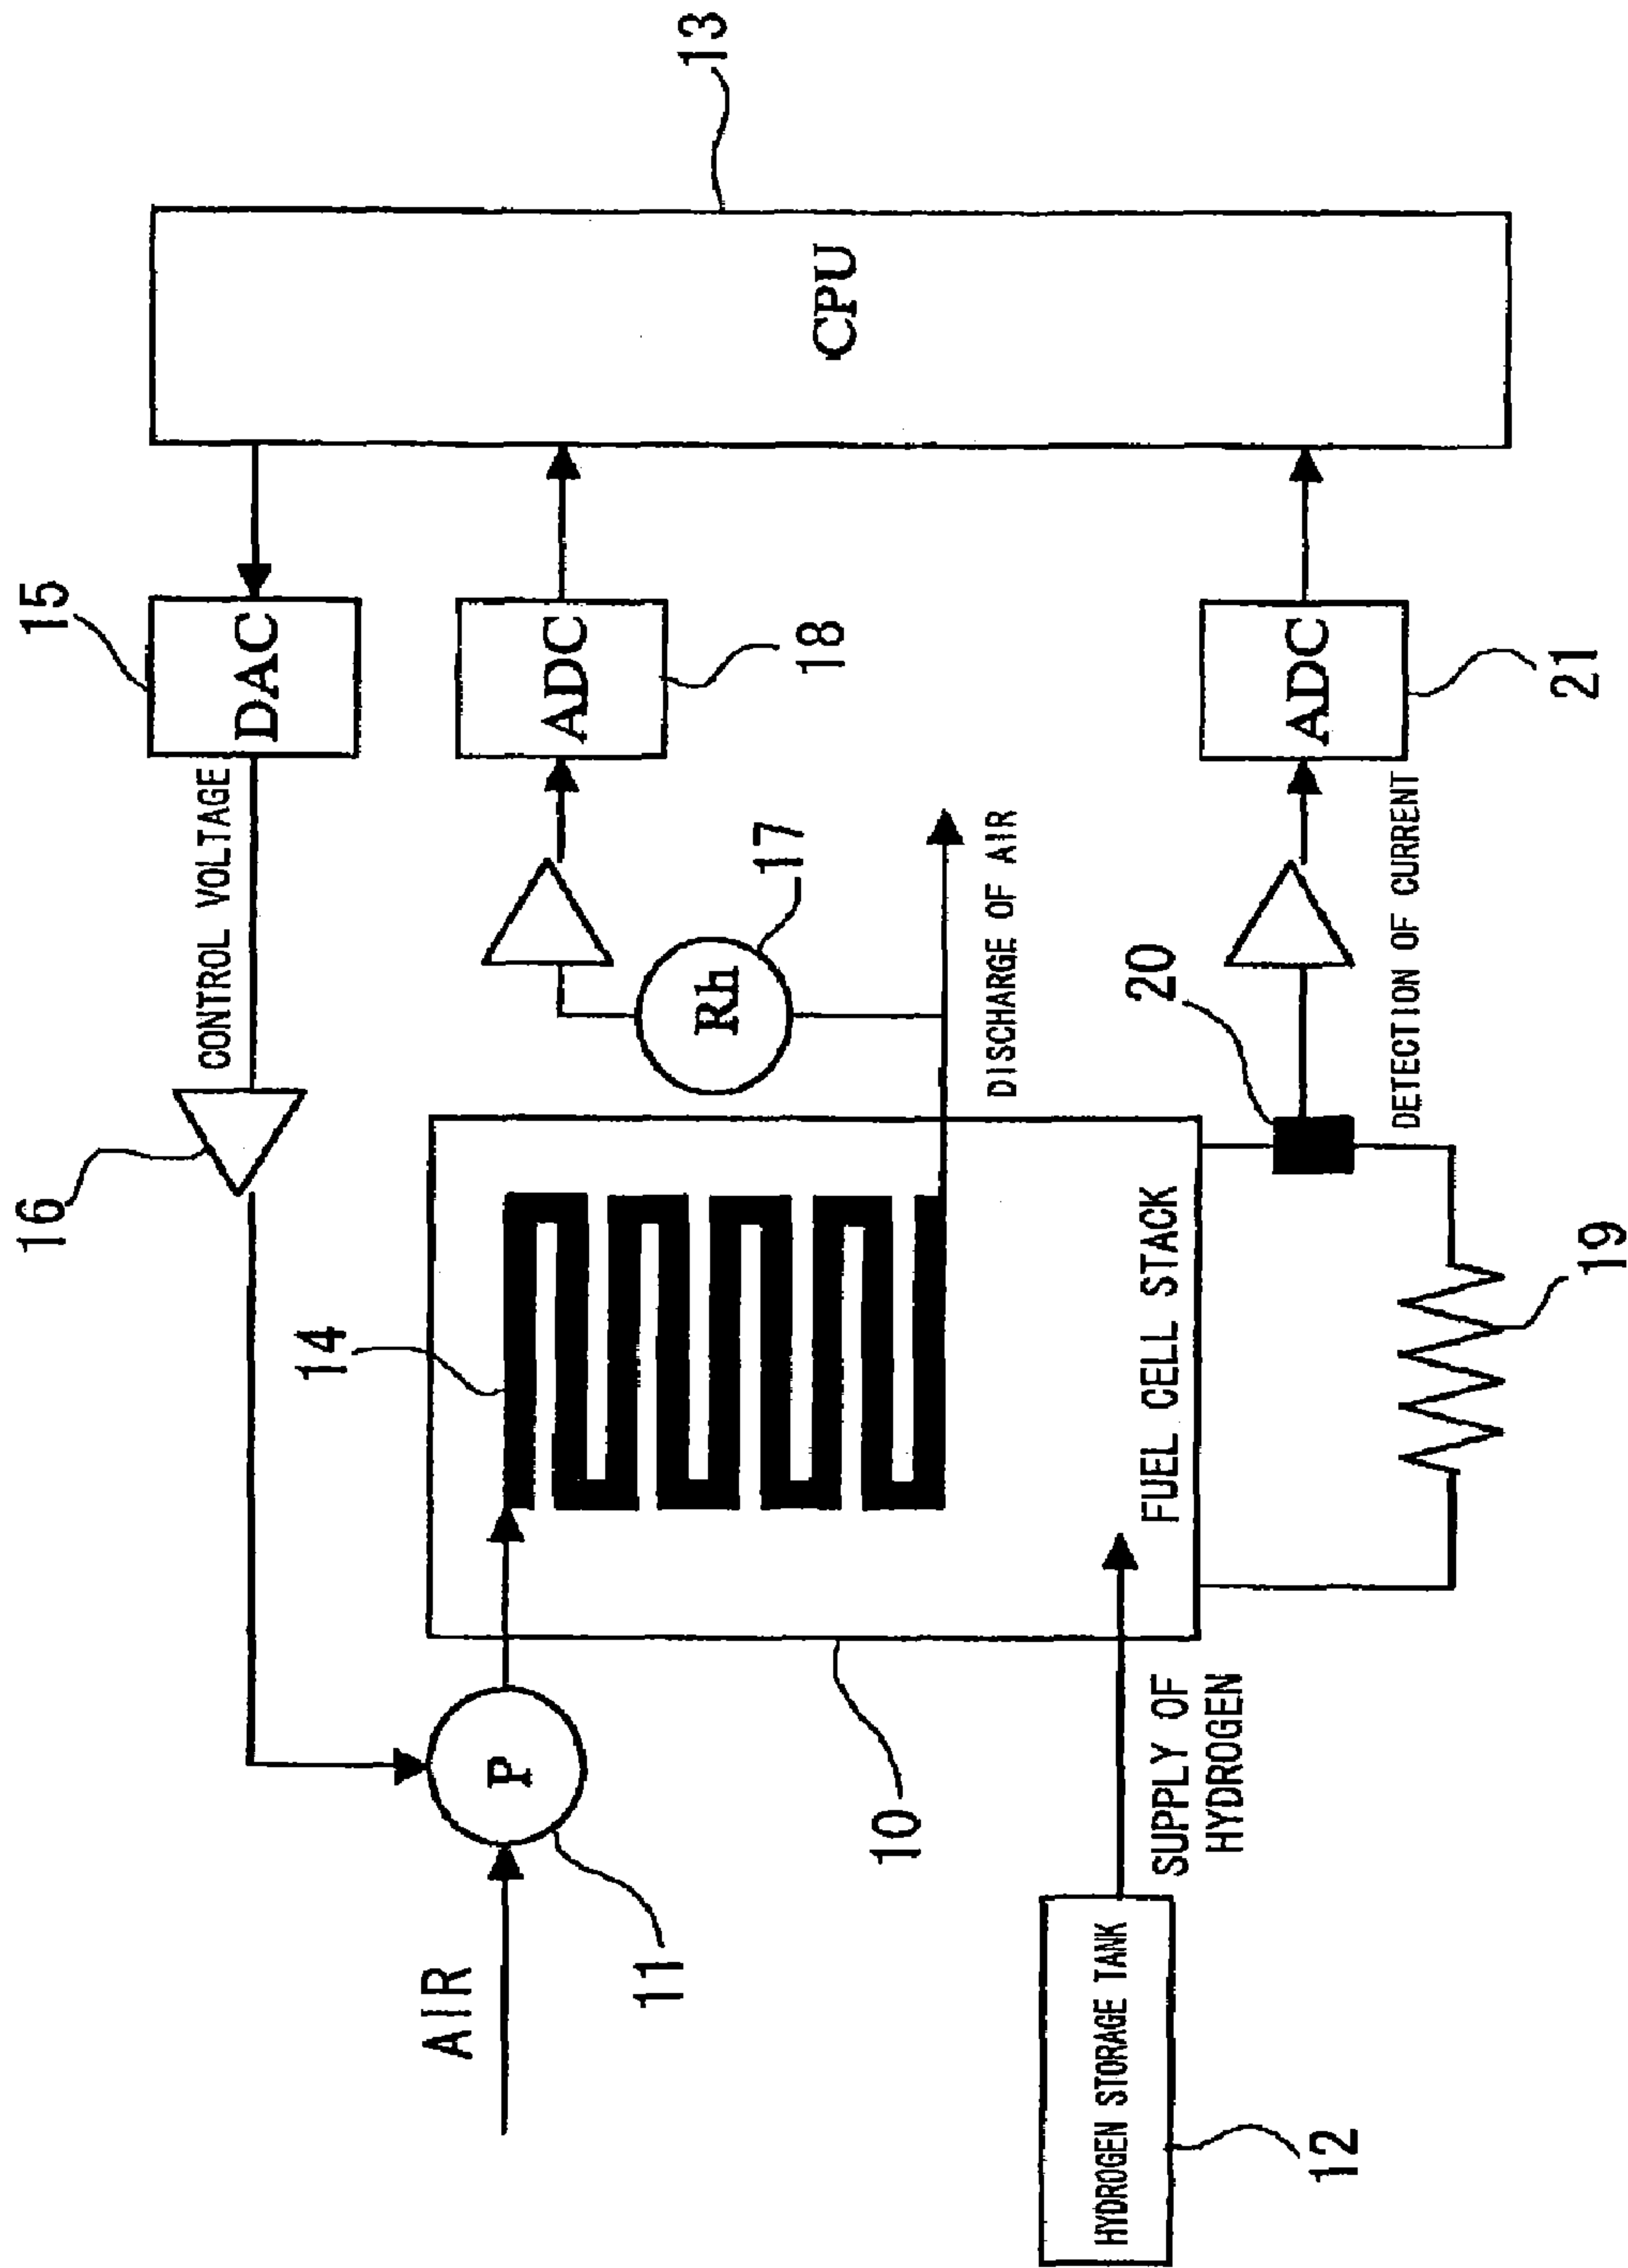 16
15
CONTROL VOLTAGE
DAC
14
AIR
P
ADC
11
13
Rh
17
18
CPU
10
DISCHARGE OF AIR
HYDROGEN STORAGE TANK
SUPPLY OF
HYDROGEN
FUEL CELL STACK
20
ADC
12
DETECTION OF CURRENT
21
19